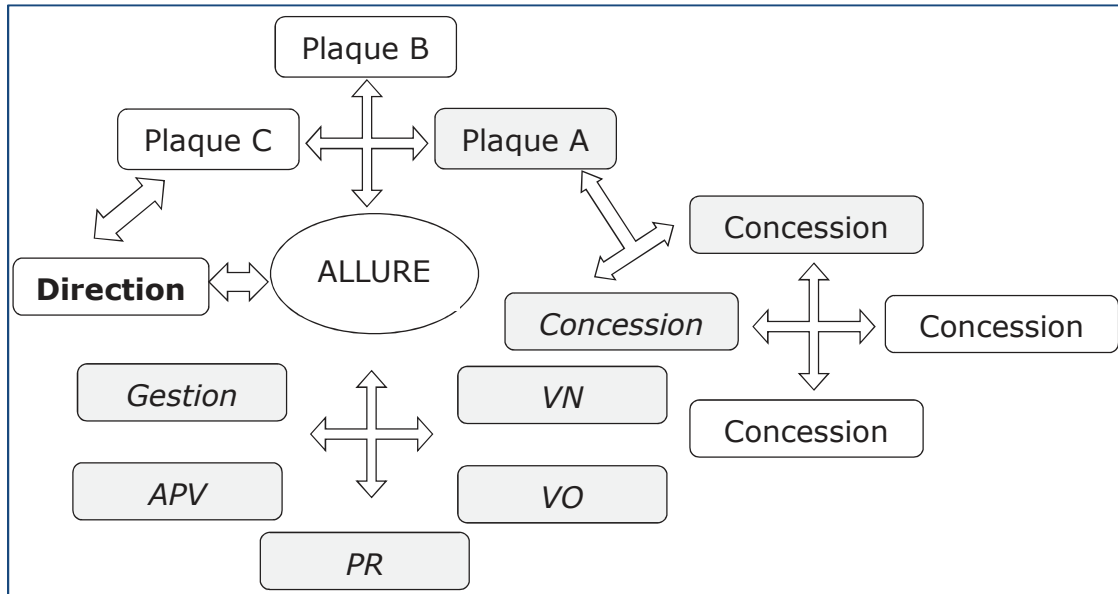 Plaque B
Plaque C
Plaque A
Concession
Direction
ALLURE
Concession
Concession
Gestion
VN
Concession
APV
VO
PR